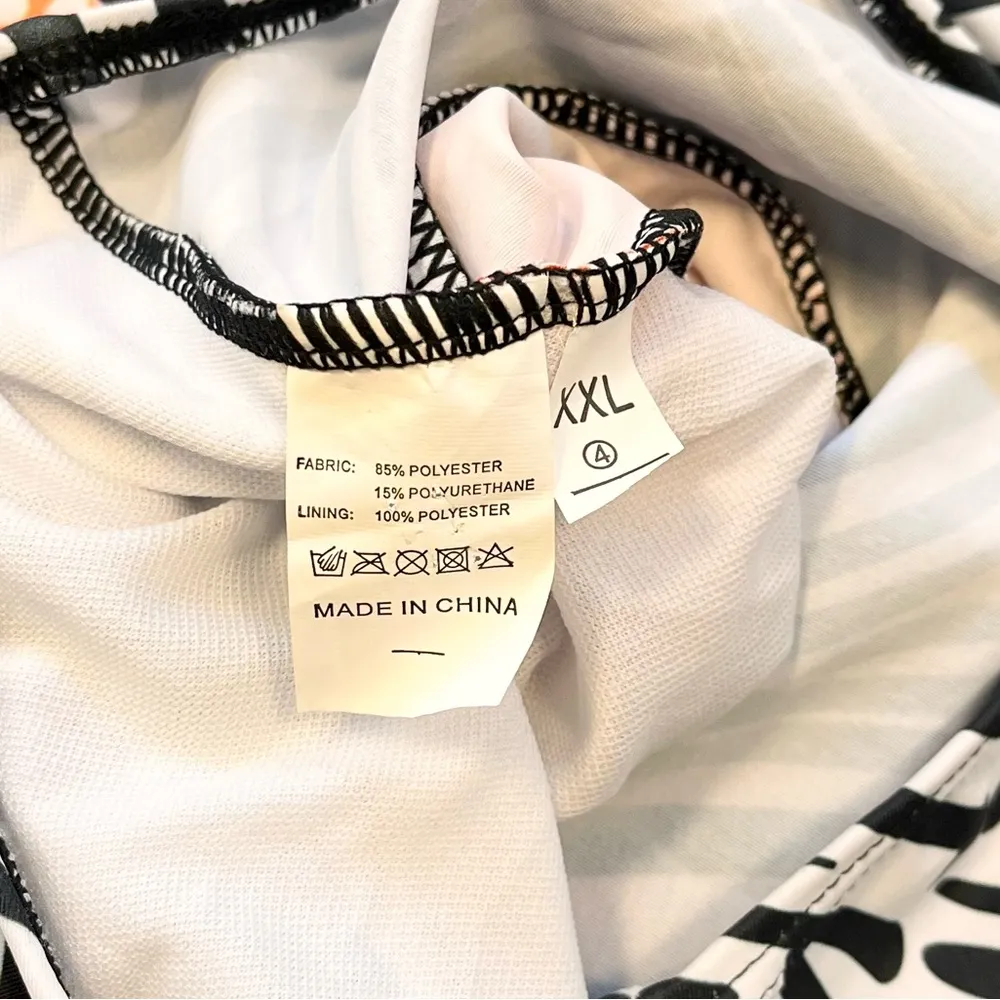 FABRIC: 85% POLYESTER
15% POLYURETHANE
LINING: 100% POLYESTER
MADE IN CHINA
XXL
④